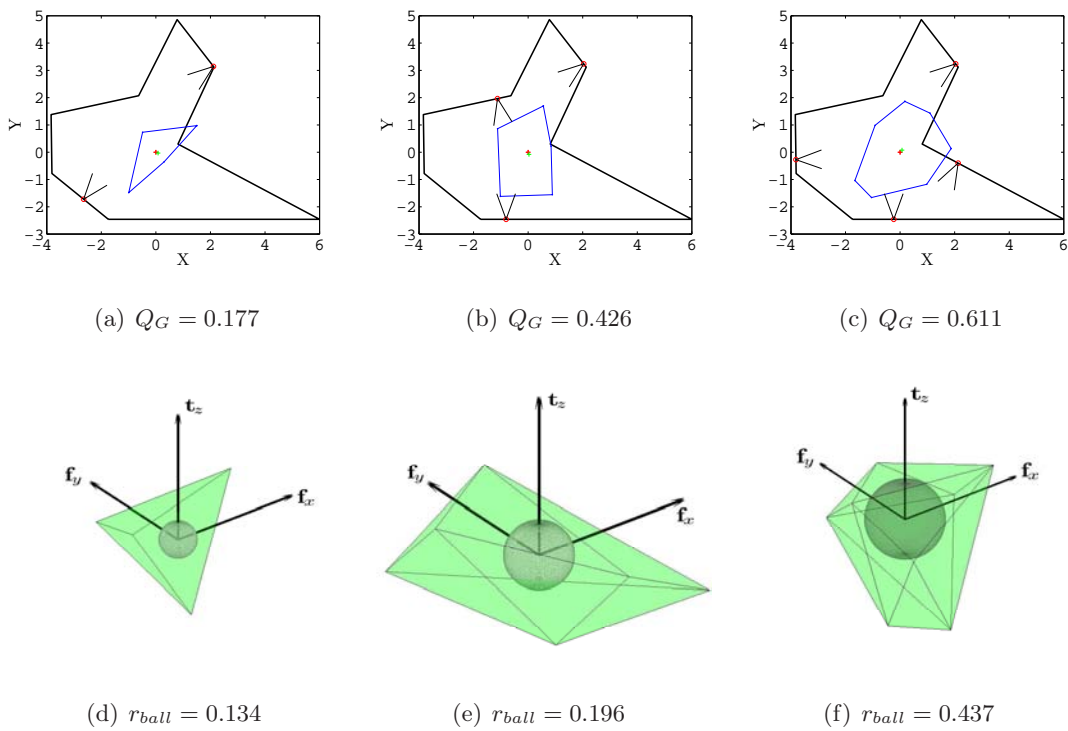 5
4
3
2
1
0
−1
−2
−3
−4 −2 0 2 4 6
Y
X
5
4
3
2
1
0
−1
−2
−3
−4 −2 0 2 4 6
Y
X
5
4
3
2
1
0
−1
−2
−3
−4 −2 0 2 4 6
Y
X
(a) Q_G = 0.177
(b) Q_G = 0.426
(c) Q_G = 0.611
t_z
f_y
f_x
t_z
f_y
f_x
t_z
f_y
f_x
(d) r_ball = 0.134
(e) r_ball = 0.196
(f) r_ball = 0.437